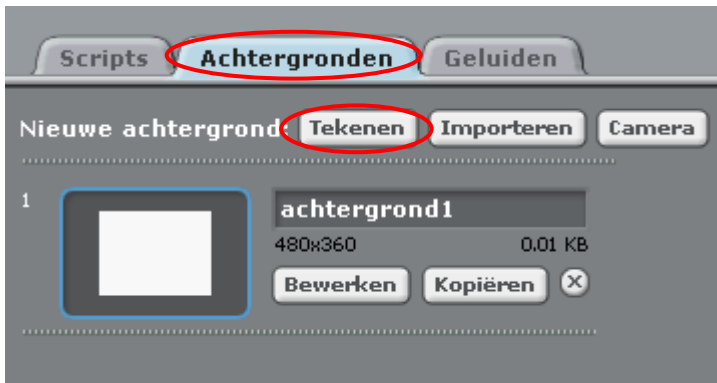 Scripts Achtergronden Geluiden
Nieuwe achtergrond: Tekenen Importeren Camera
1
achtergrond1
480x360 0.01 KB
Bewerken Kopiëren